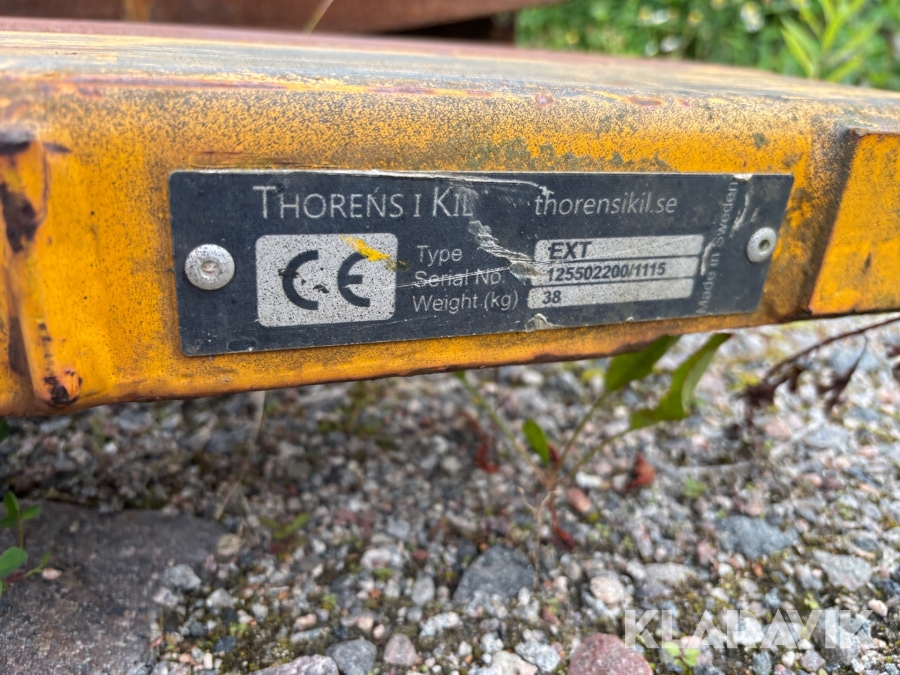 THORENS I KIL thorensikil.se
CE
Type EXT
Serial No. 125502200/1115
Weight (kg) 38
Made in Sweden
KLARAVIK